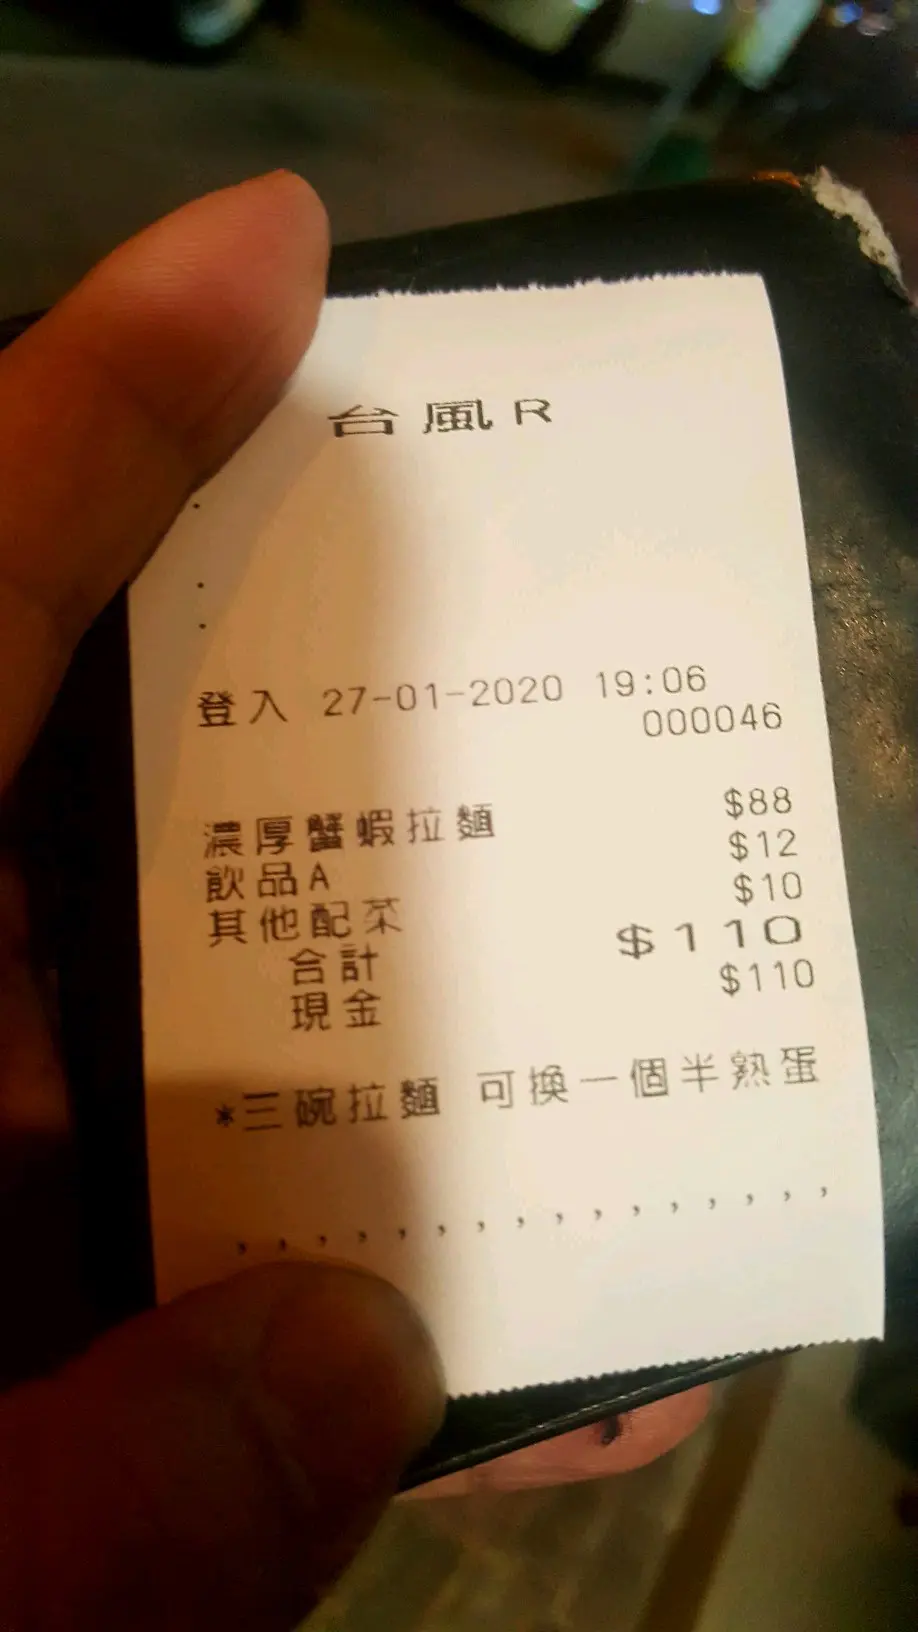 台風R
.
.
.
登入 27-01-2020 19:06
000046
濃厚蟹蝦拉麵 $88
飲品A $12
其他配菜 $10
合計 $110
現金 $110
*三碗拉麵 可換一個半熟蛋
, , , , , , , , , , , , , , , ,